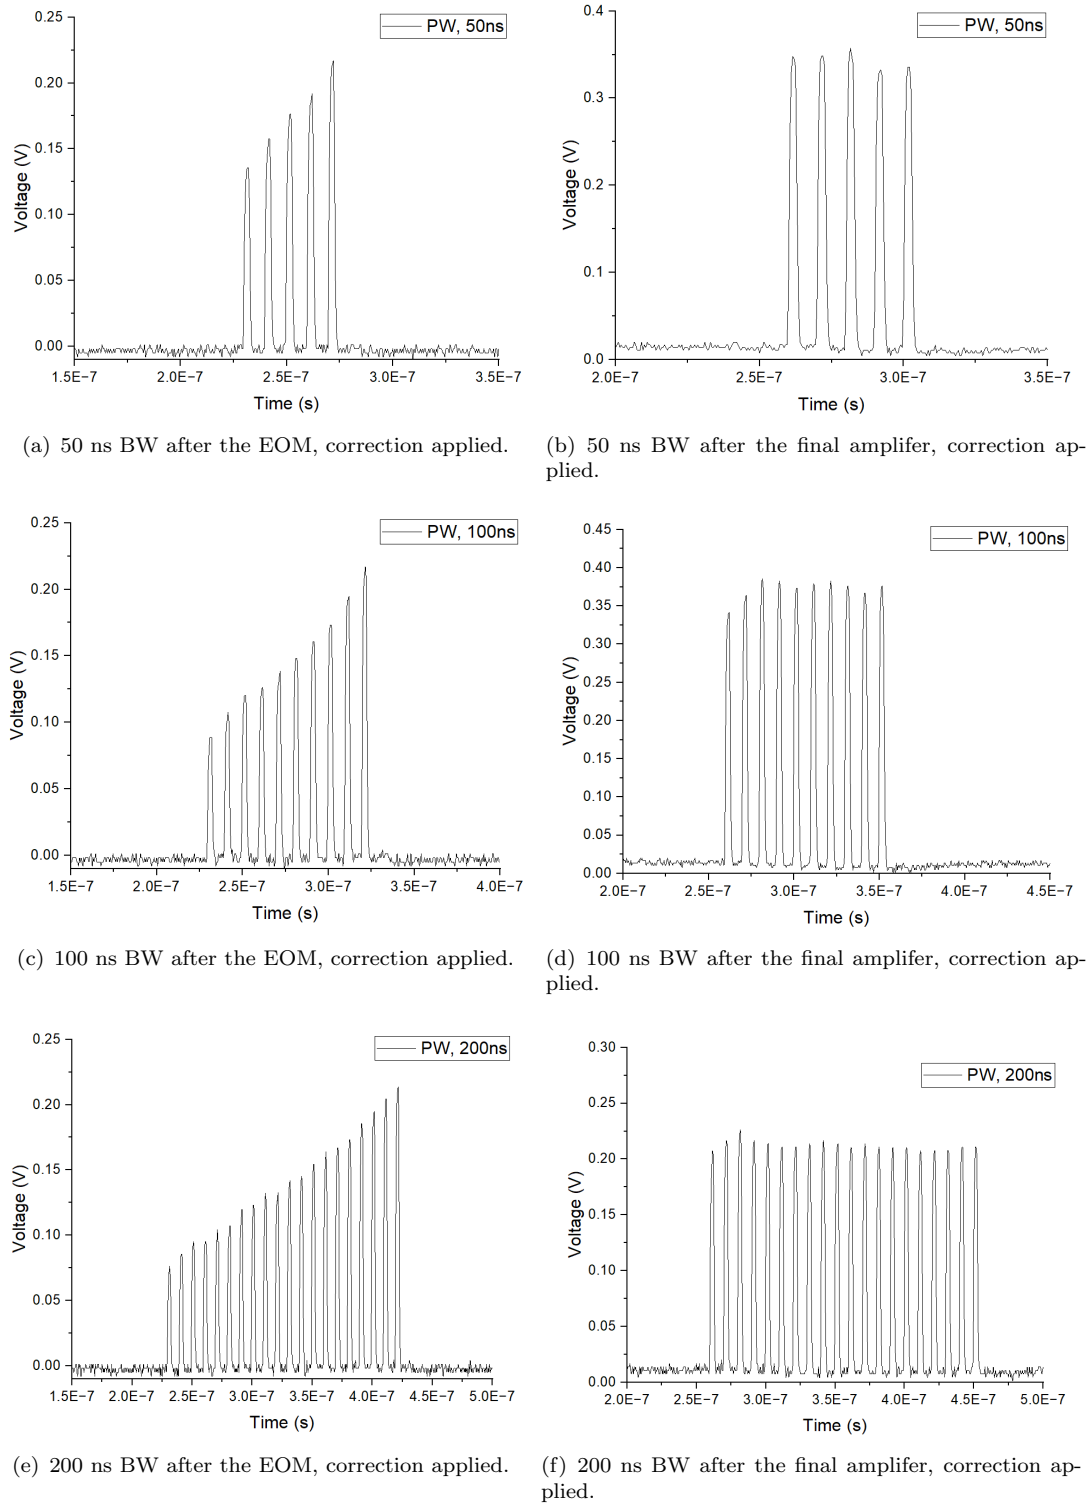 PW, 50ns
0.25
0.20
0.15
0.10
0.05
0.00
Voltage (V)
1.5E-7 2.0E-7 2.5E-7 3.0E-7 3.5E-7
Time (s)
(a) 50 ns BW after the EOM, correction applied.
PW, 50ns
0.4
0.3
0.2
0.1
0.0
Voltage (V)
2.0E-7 2.5E-7 3.0E-7 3.5E-7
Time (s)
(b) 50 ns BW after the final amplifer, correction ap-
plied.
PW, 100ns
0.25
0.20
0.15
0.10
0.05
0.00
Voltage (V)
1.5E-7 2.0E-7 2.5E-7 3.0E-7 3.5E-7 4.0E-7
Time (s)
(c) 100 ns BW after the EOM, correction applied.
PW, 100ns
0.45
0.40
0.35
0.30
0.25
0.20
0.15
0.10
0.05
0.00
Voltage (V)
2.0E-7 2.5E-7 3.0E-7 3.5E-7 4.0E-7 4.5E-7
Time (s)
(d) 100 ns BW after the final amplifer, correction ap-
plied.
PW, 200ns
0.25
0.20
0.15
0.10
0.05
0.00
Voltage (V)
1.5E-7 2.0E-7 2.5E-7 3.0E-7 3.5E-7 4.0E-7 4.5E-7 5.0E-7
Time (s)
(e) 200 ns BW after the EOM, correction applied.
PW, 200ns
0.30
0.25
0.20
0.15
0.10
0.05
0.00
Voltage (V)
2.0E-7 2.5E-7 3.0E-7 3.5E-7 4.0E-7 4.5E-7 5.0E-7
Time (s)
(f) 200 ns BW after the final amplifer, correction ap-
plied.